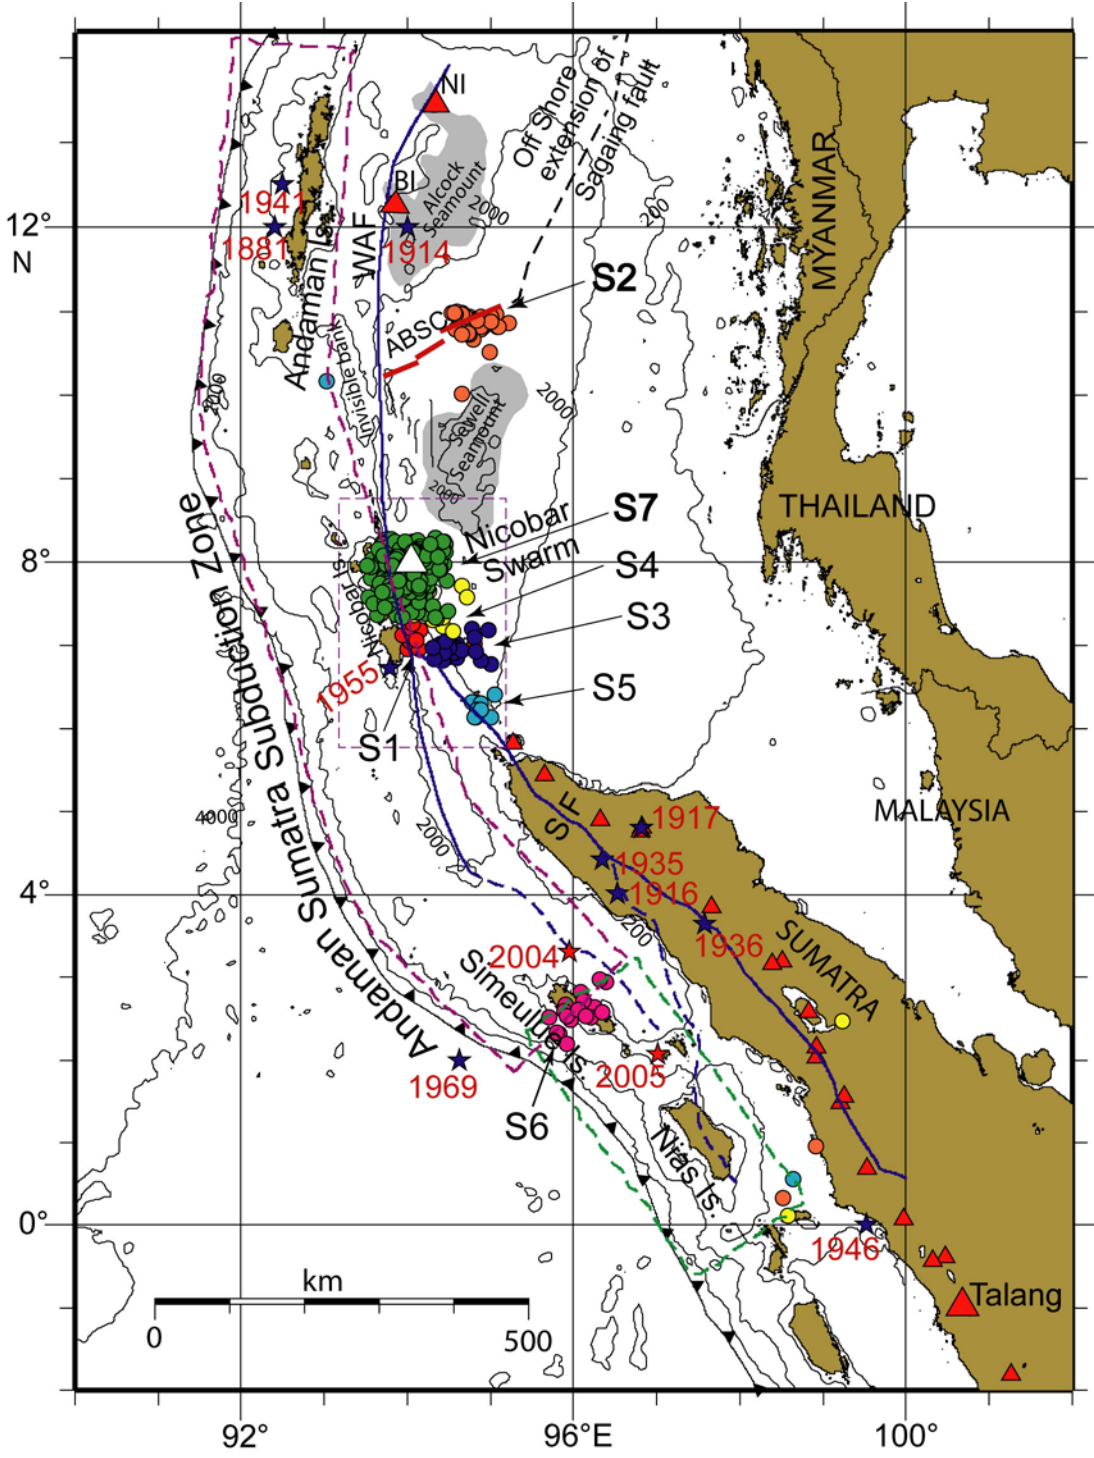 NI
Off Shore
extension of
Sagaing fault
BI
Alcock
Seamount
2000
200
MYANMAR
1941
1881
1914
WAF
Andaman Is.
12°
N
S2
ABSC
Invisible bank
2000
2000
Sewell
Seamount
2000
THAILAND
S7
Nicobar
Swarm
S4
S3
Nicobar Is.
1955
S5
S1
Andaman Sumatra Subduction Zone
8°
4000
2000
SF
1917
1935
1916
1936
200
MALAYSIA
4°
2004
SUMATRA
Simeulue Is.
1969
2005
S6
Nias Is.
1946
0°
Talang
km
0
500
92°
96°E
100°